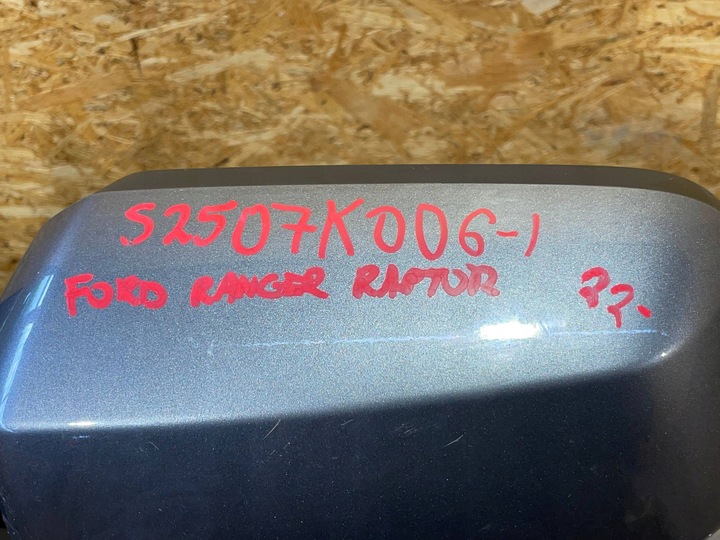 S2507K006-1
FORD RANGER RAPTOR ??.